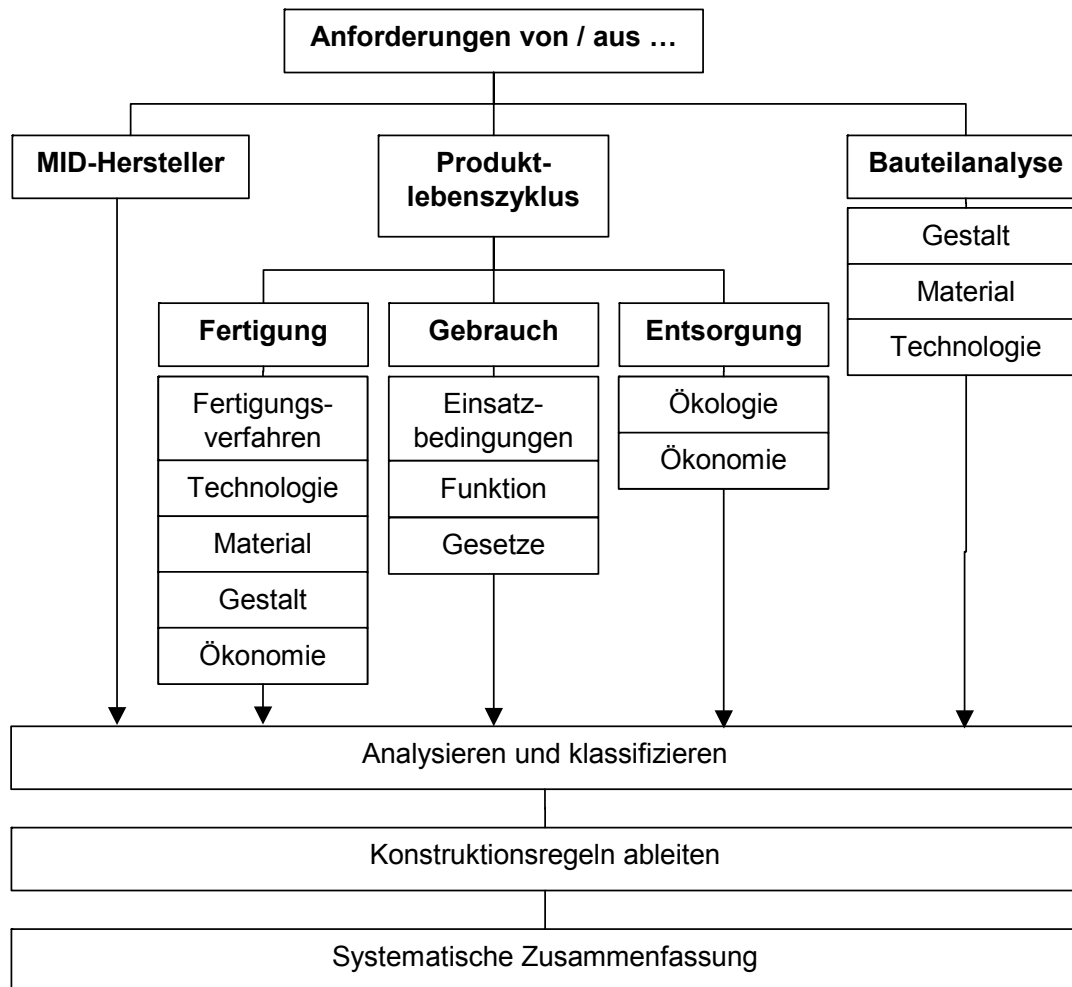 Anforderungen von / aus …
MID-Hersteller
Produkt-
lebenszyklus
Bauteilanalyse
Gestalt
Material
Technologie
Fertigung
Gebrauch
Entsorgung
Fertigungs-
verfahren
Technologie
Material
Gestalt
Ökonomie
Einsatz-
bedingungen
Funktion
Gesetze
Ökologie
Ökonomie
Analysieren und klassifizieren
Konstruktionsregeln ableiten
Systematische Zusammenfassung